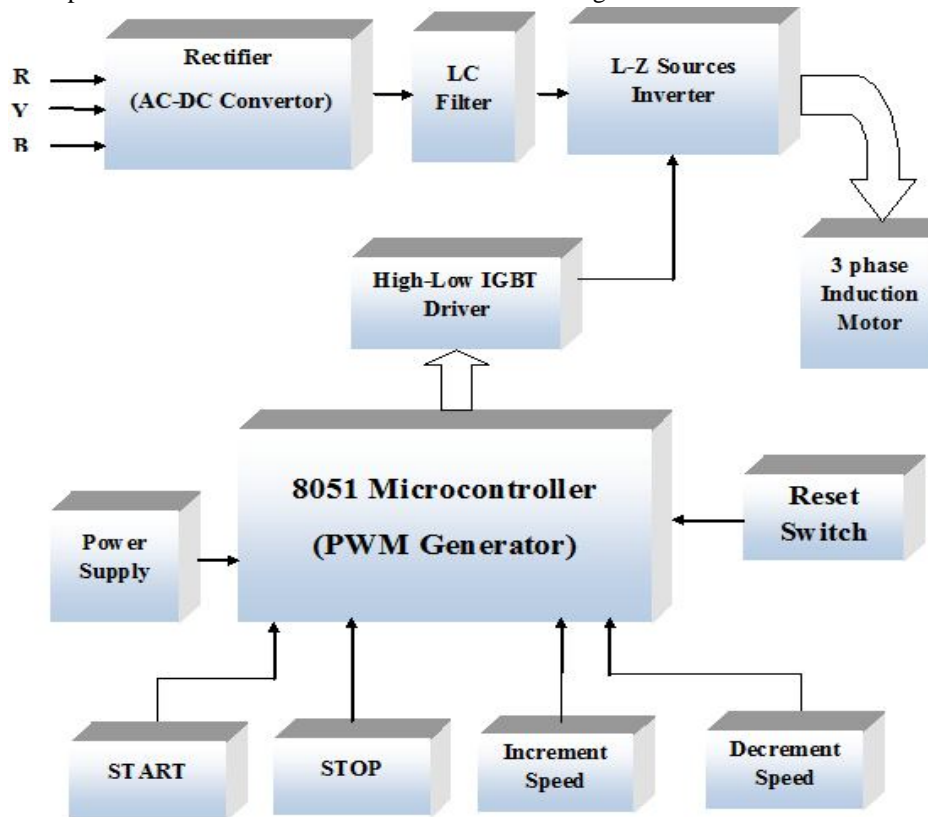 Rectifier
(AC-DC Convertor)
R
Y
B
LC
Filter
L-Z Sources
Inverter
High-Low IGBT
Driver
3 phase
Induction
Motor
8051 Microcontroller
(PWM Generator)
Reset
Switch
Power
Supply
START
STOP
Increment
Speed
Decrement
Speed